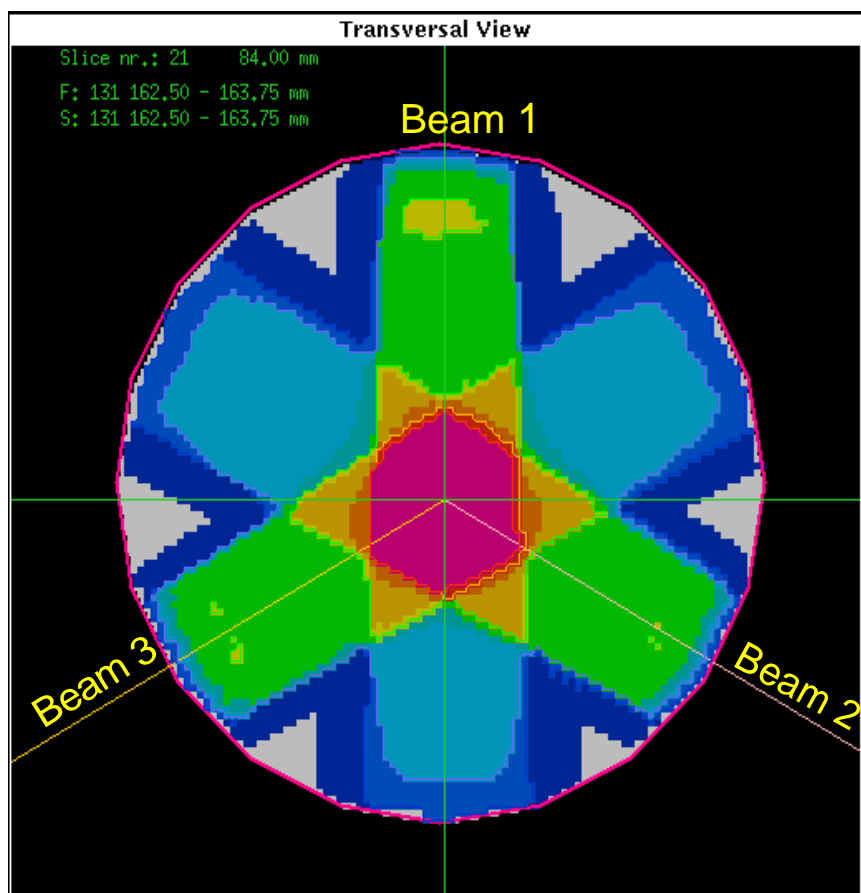 Transversal View
Slice nr.: 21 84.00 mm
F: 131 162.50 - 163.75 mm
S: 131 162.50 - 163.75 mm
Beam 1
Beam 3
Beam 2